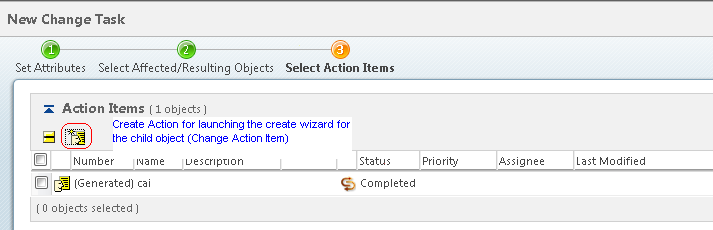 New Change Task
1 2 3
Set Attributes Select Affected/Resulting Objects Select Action Items
Action Items ( 1 objects )
Create Action for launching the create wizard for
the child object (Change Action Item)
Number Name Description Status Priority Assignee Last Modified
(Generated) cai Completed
( 0 objects selected )